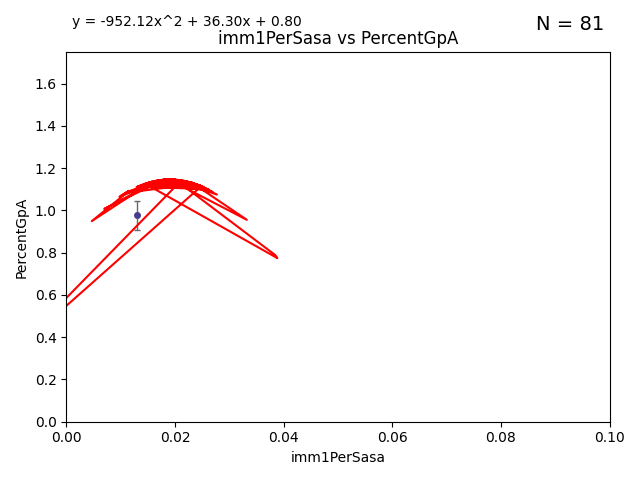 y = -952.12x^2 + 36.30x + 0.80
N = 81
imm1PerSasa vs PercentGpA
1.6
1.4
1.2
1.0
0.8
0.6
0.4
0.2
0.0
PercentGpA
0.00 0.02 0.04 0.06 0.08 0.10
imm1PerSasa